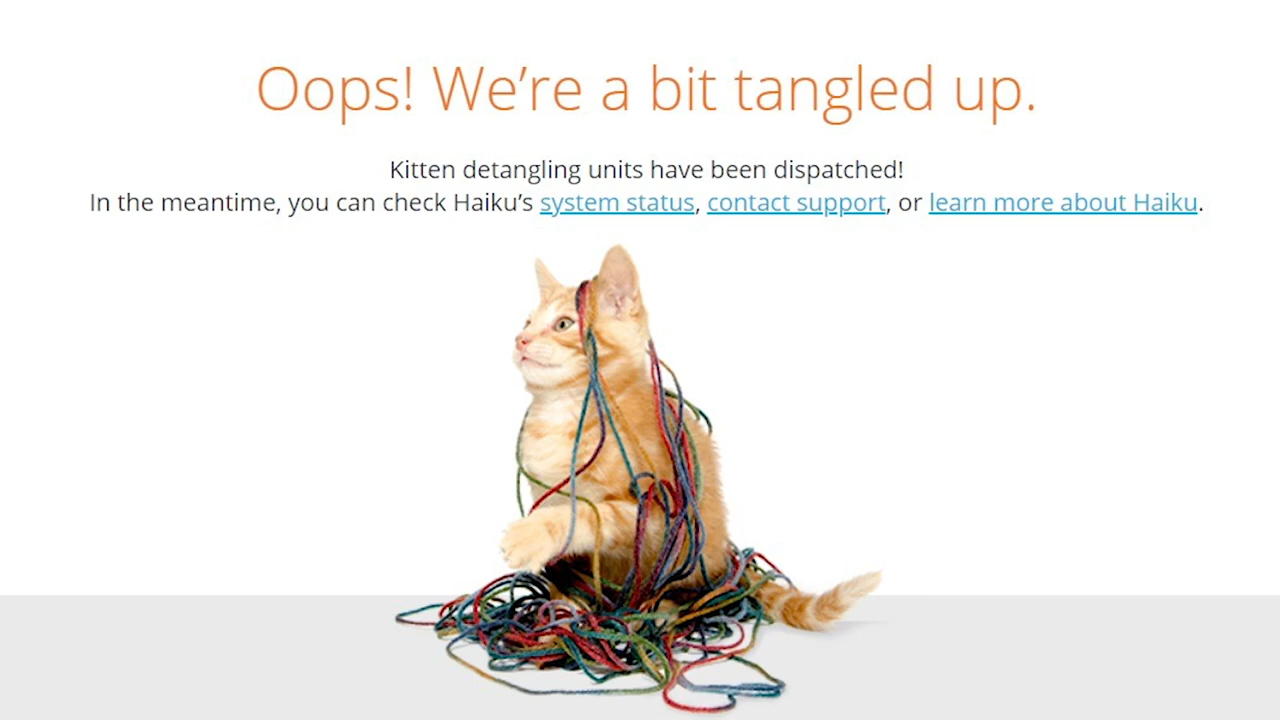 Oops! We’re a bit tangled up.
Kitten detangling units have been dispatched!
In the meantime, you can check Haiku’s system status, contact support, or learn more about Haiku.